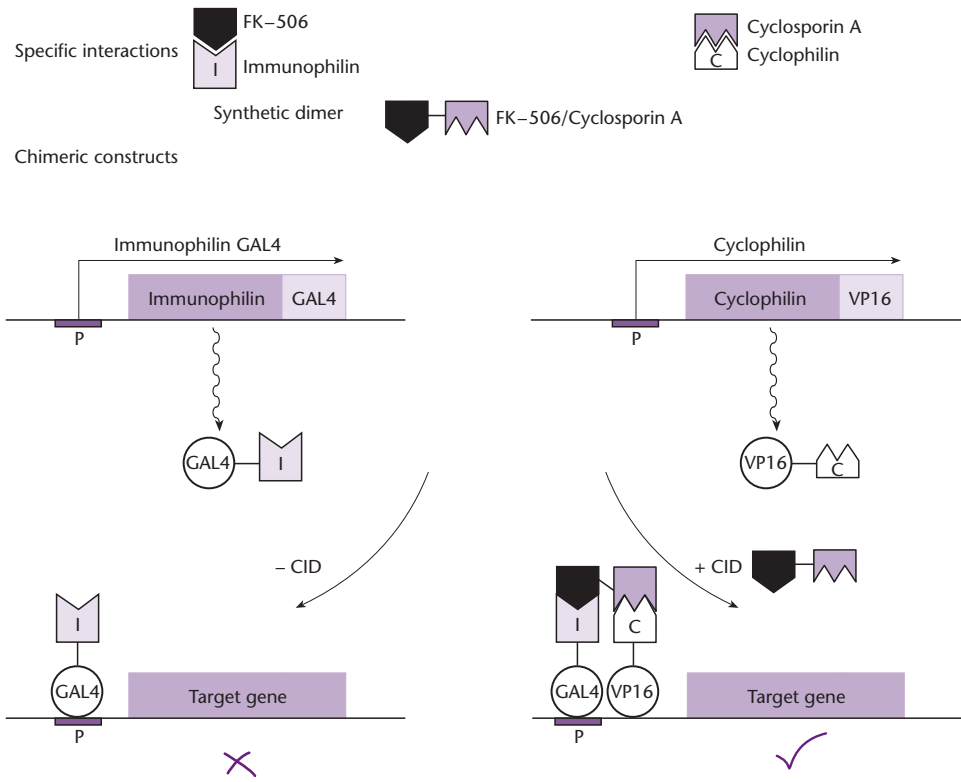 FK–506
Specific interactions
I
Immunophilin
Cyclosporin A
C
Cyclophilin
Synthetic dimer
FK–506/Cyclosporin A
Chimeric constructs
Immunophilin GAL4
Immunophilin
GAL4
P
Cyclophilin
Cyclophilin
VP16
P
GAL4
I
VP16
C
– CID
+ CID
I
GAL4
P
Target gene
I
C
GAL4
VP16
P
Target gene